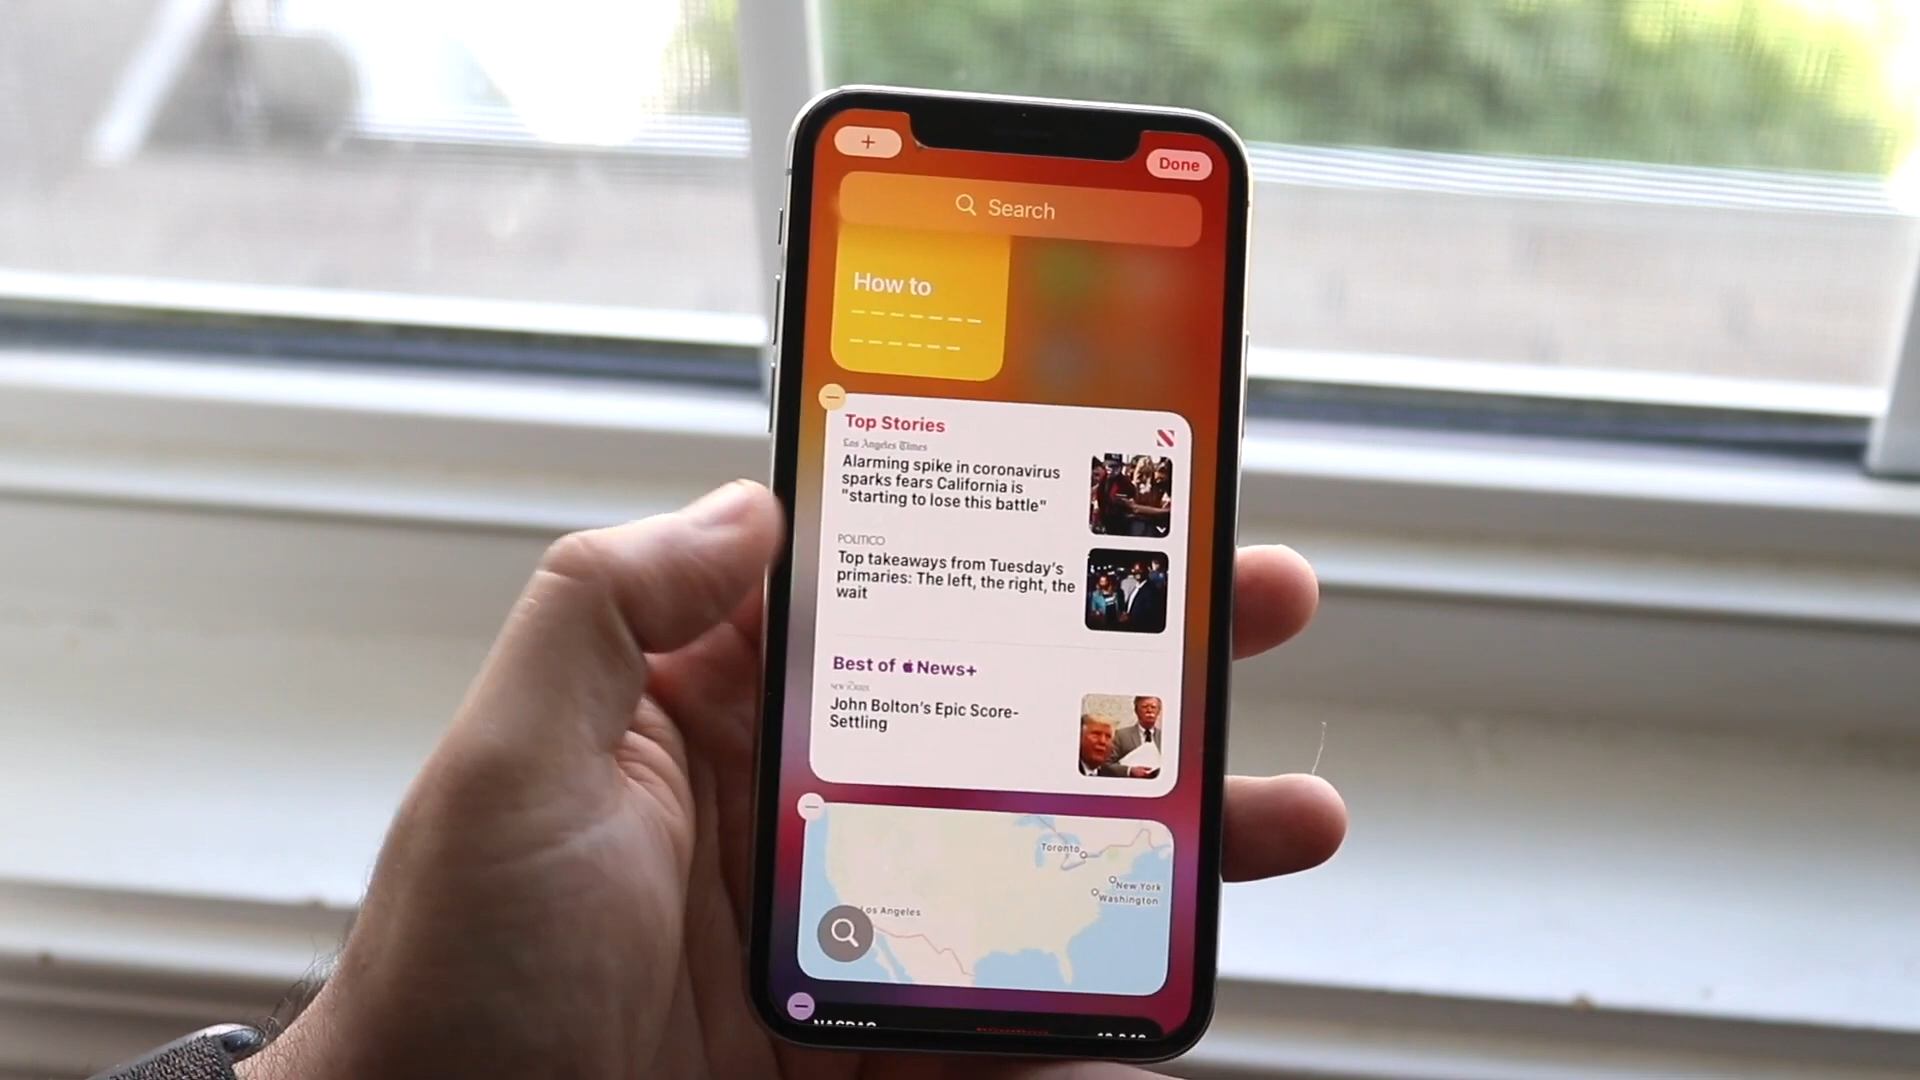 +
Done
Search
How to
Top Stories
Los Angeles Times
Alarming spike in coronavirus
sparks fears California is
"starting to lose this battle"
POLITICO
Top takeaways from Tuesday's
primaries: The left, the right, the
wait
Best of News+
John Bolton's Epic Score-
Settling
Toronto
New York
Washington
Los Angeles
NASDAQ